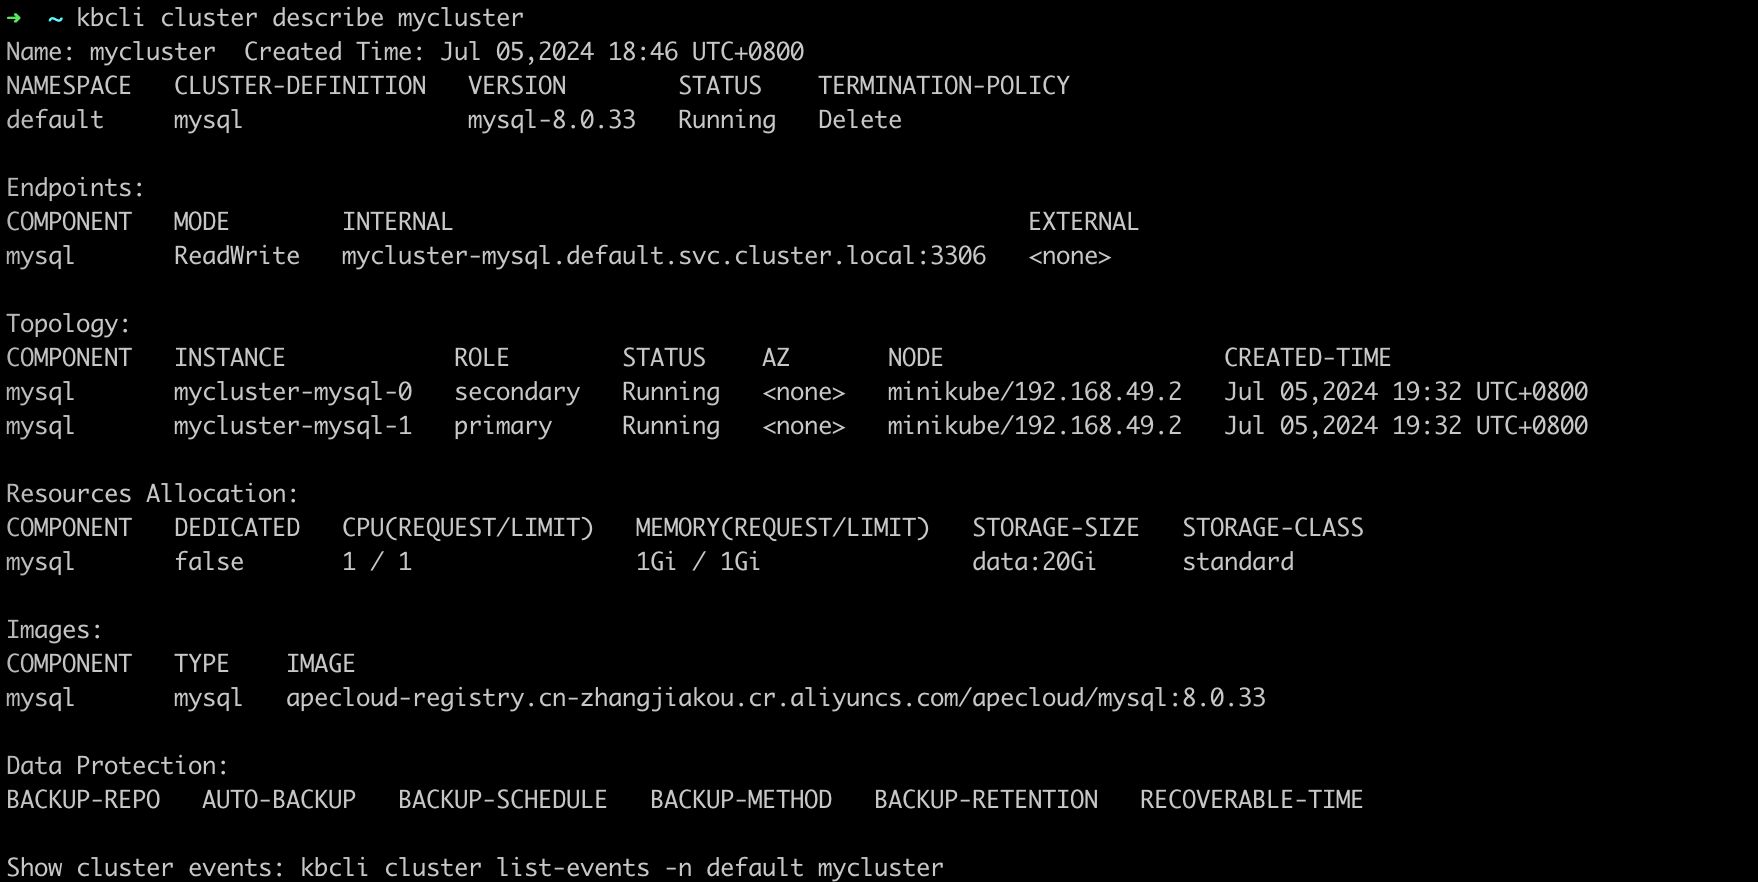 ➜  ~ kbcli cluster describe mycluster
Name: mycluster  Created Time: Jul 05,2024 18:46 UTC+0800
NAMESPACE   CLUSTER-DEFINITION   VERSION        STATUS    TERMINATION-POLICY
default     mysql                mysql-8.0.33   Running   Delete

Endpoints:
COMPONENT   MODE        INTERNAL                                         EXTERNAL
mysql       ReadWrite   mycluster-mysql.default.svc.cluster.local:3306   <none>

Topology:
COMPONENT   INSTANCE            ROLE        STATUS    AZ       NODE                    CREATED-TIME
mysql       mycluster-mysql-0   secondary   Running   <none>   minikube/192.168.49.2   Jul 05,2024 19:32 UTC+0800
mysql       mycluster-mysql-1   primary     Running   <none>   minikube/192.168.49.2   Jul 05,2024 19:32 UTC+0800

Resources Allocation:
COMPONENT   DEDICATED   CPU(REQUEST/LIMIT)   MEMORY(REQUEST/LIMIT)   STORAGE-SIZE   STORAGE-CLASS
mysql       false       1 / 1                1Gi / 1Gi               data:20Gi      standard

Images:
COMPONENT   TYPE    IMAGE
mysql       mysql   apecloud-registry.cn-zhangjiakou.cr.aliyuncs.com/apecloud/mysql:8.0.33

Data Protection:
BACKUP-REPO   AUTO-BACKUP   BACKUP-SCHEDULE   BACKUP-METHOD   BACKUP-RETENTION   RECOVERABLE-TIME

Show cluster events: kbcli cluster list-events -n default mycluster